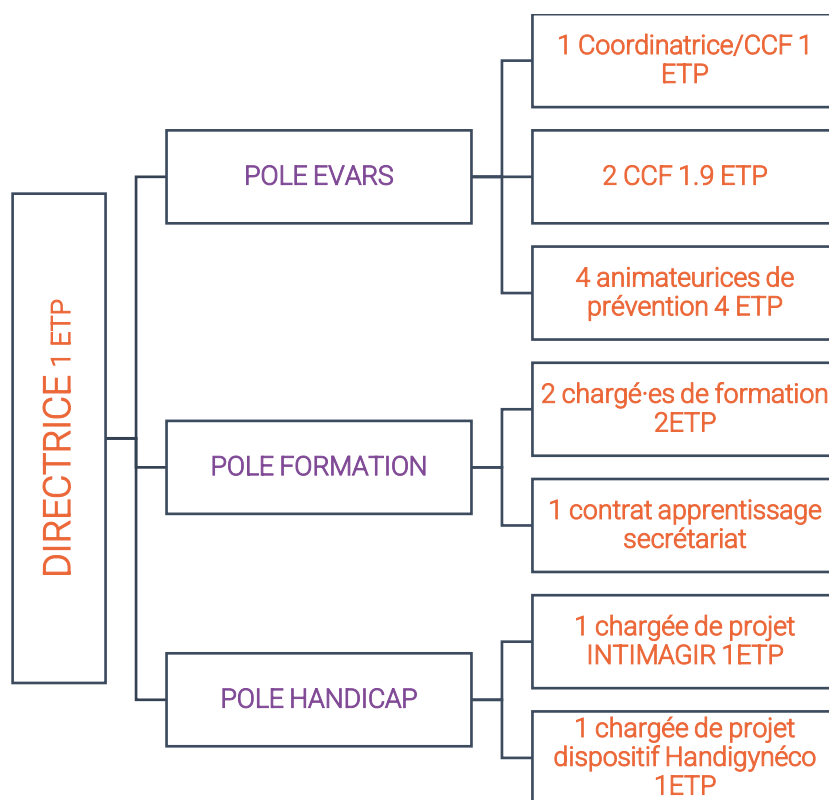 DIRECTRICE 1 ETP
POLE EVARS
1 Coordinatrice/CCF 1
ETP
2 CCF 1.9 ETP
4 animateurices de
prévention 4 ETP
POLE FORMATION
2 chargé·es de formation
2ETP
1 contrat apprentissage
secrétariat
POLE HANDICAP
1 chargée de projet
INTIMAGIR 1ETP
1 chargée de projet
dispositif Handigynéco
1ETP